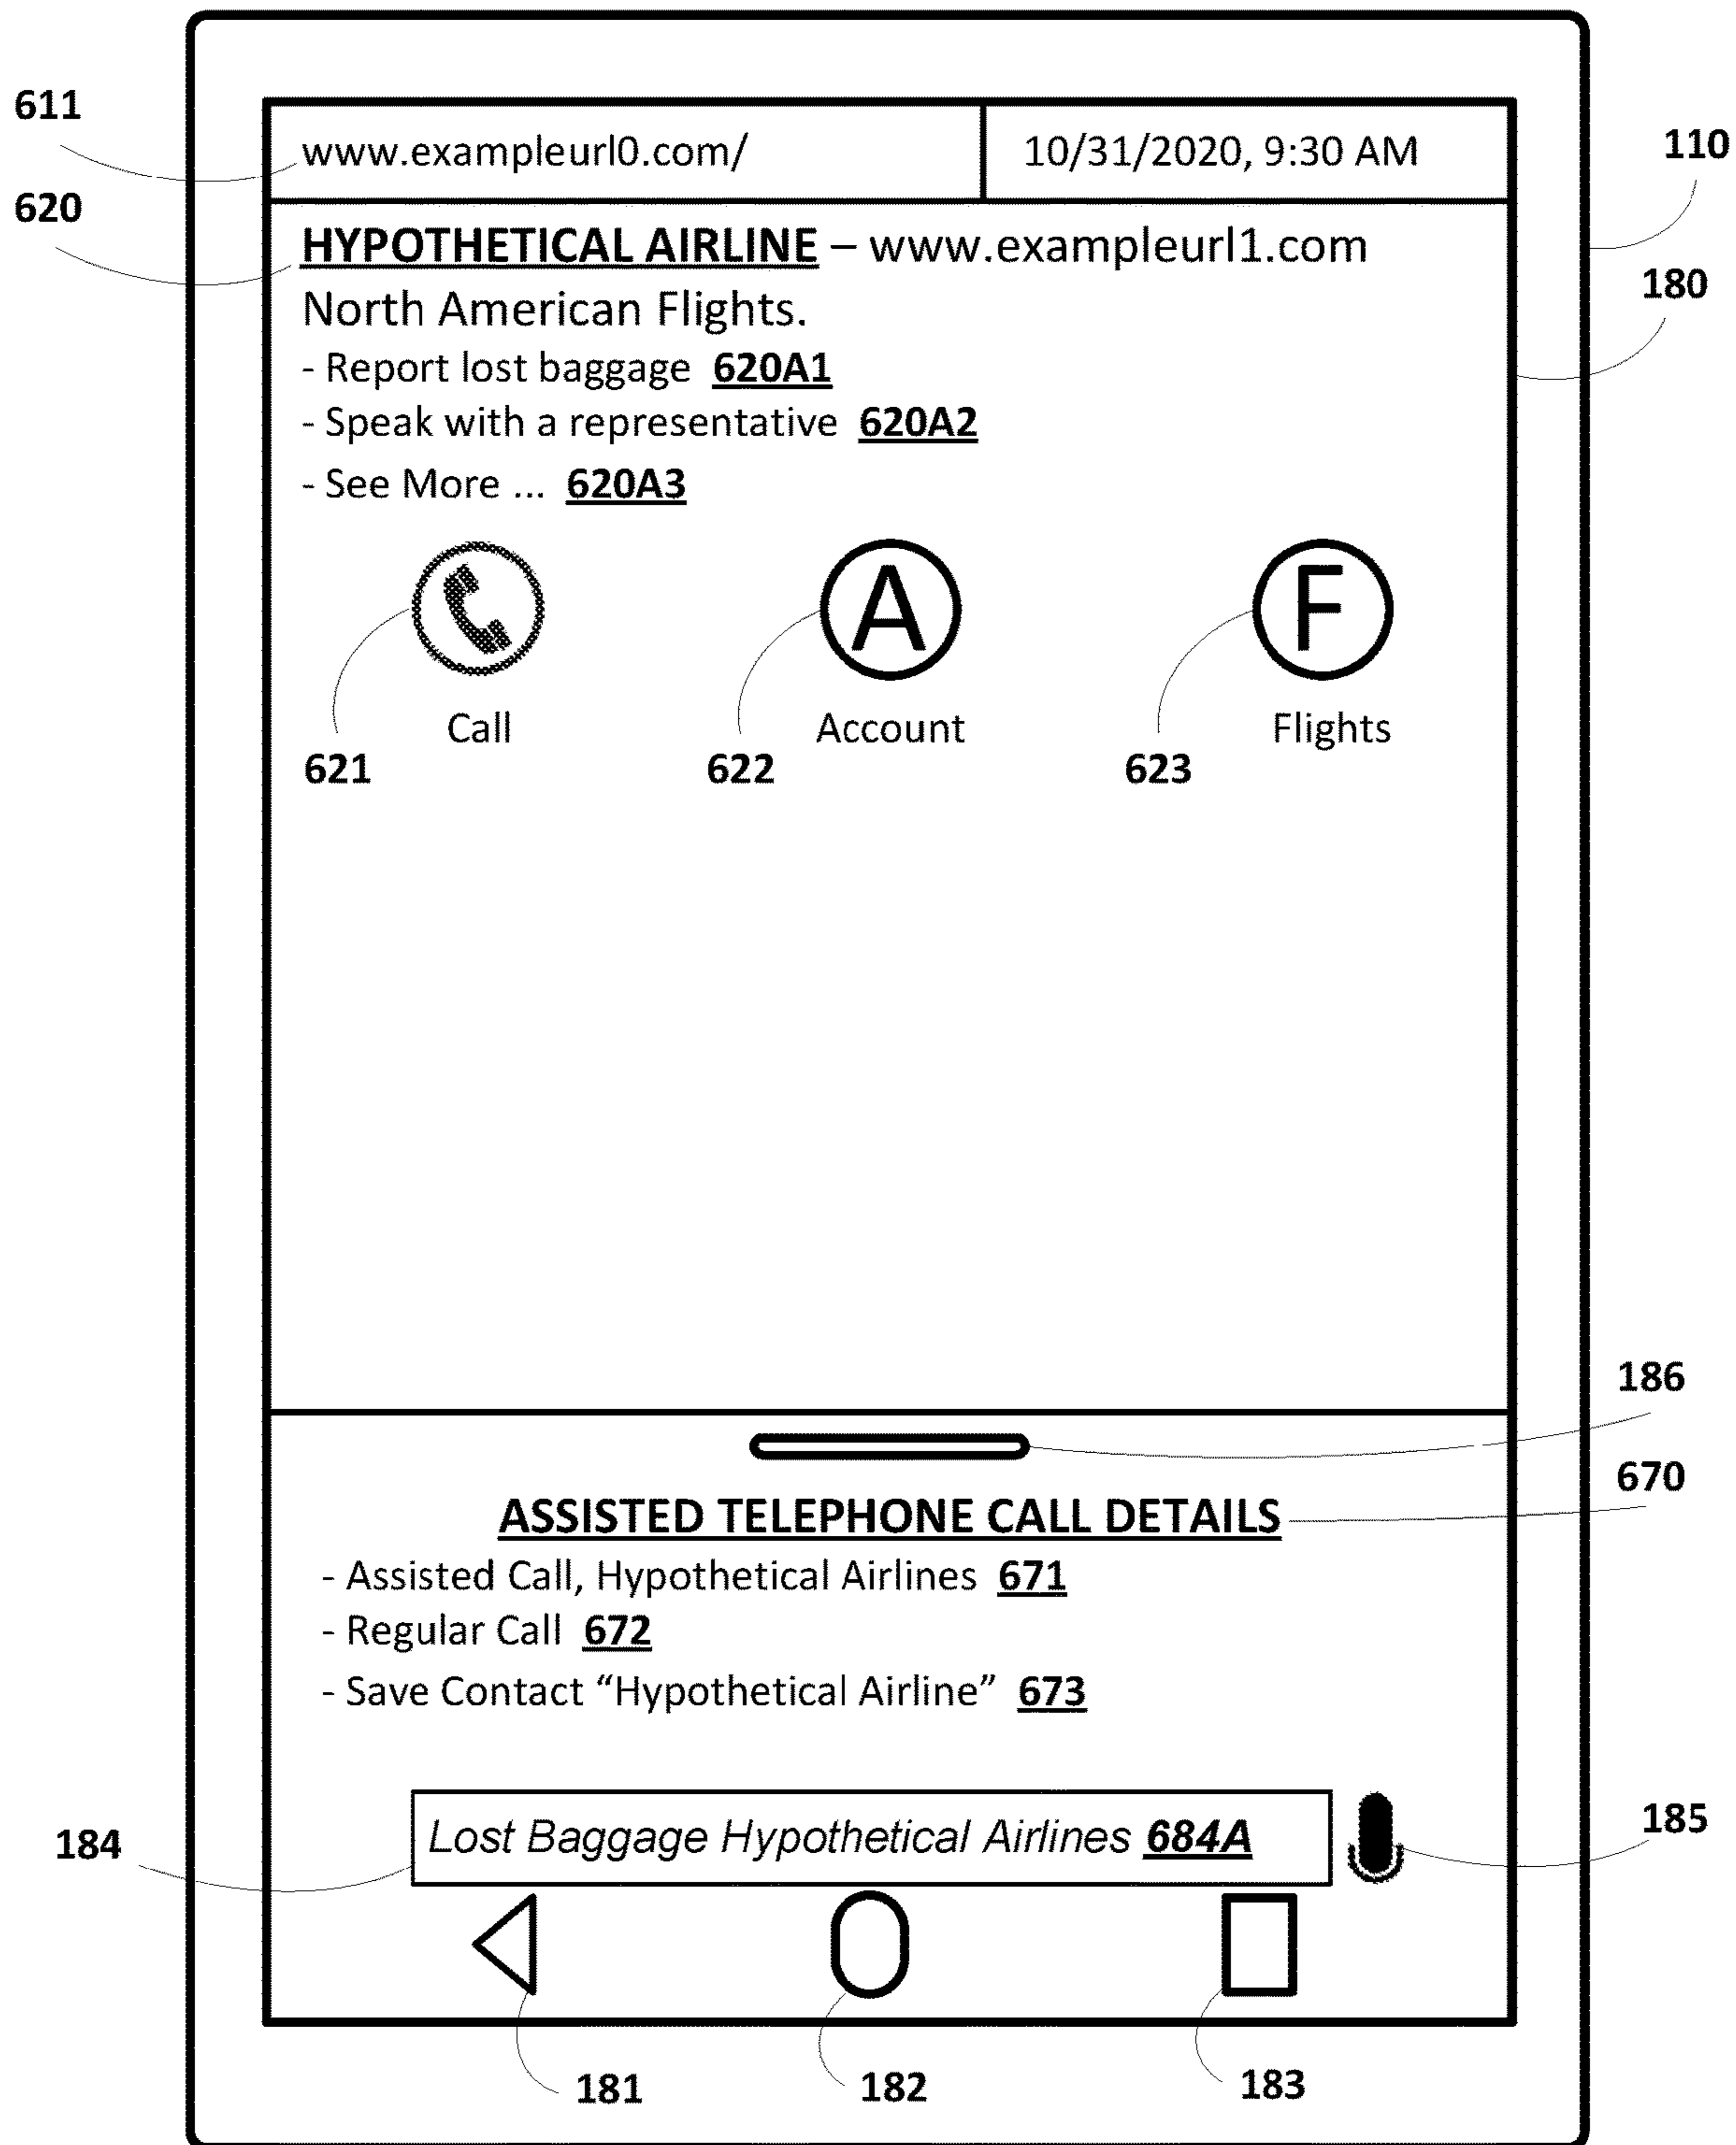 611
www.exampleurl0.com/
10/31/2020, 9:30 AM
110
620
HYPOTHETICAL AIRLINE – www.exampleurl1.com
180
North American Flights.
- Report lost baggage 620A1
- Speak with a representative 620A2
- See More ... 620A3
A
F
Call
Account
Flights
621
622
623
186
670
ASSISTED TELEPHONE CALL DETAILS
- Assisted Call, Hypothetical Airlines 671
- Regular Call 672
- Save Contact “Hypothetical Airline” 673
184
Lost Baggage Hypothetical Airlines 684A
185
181
182
183